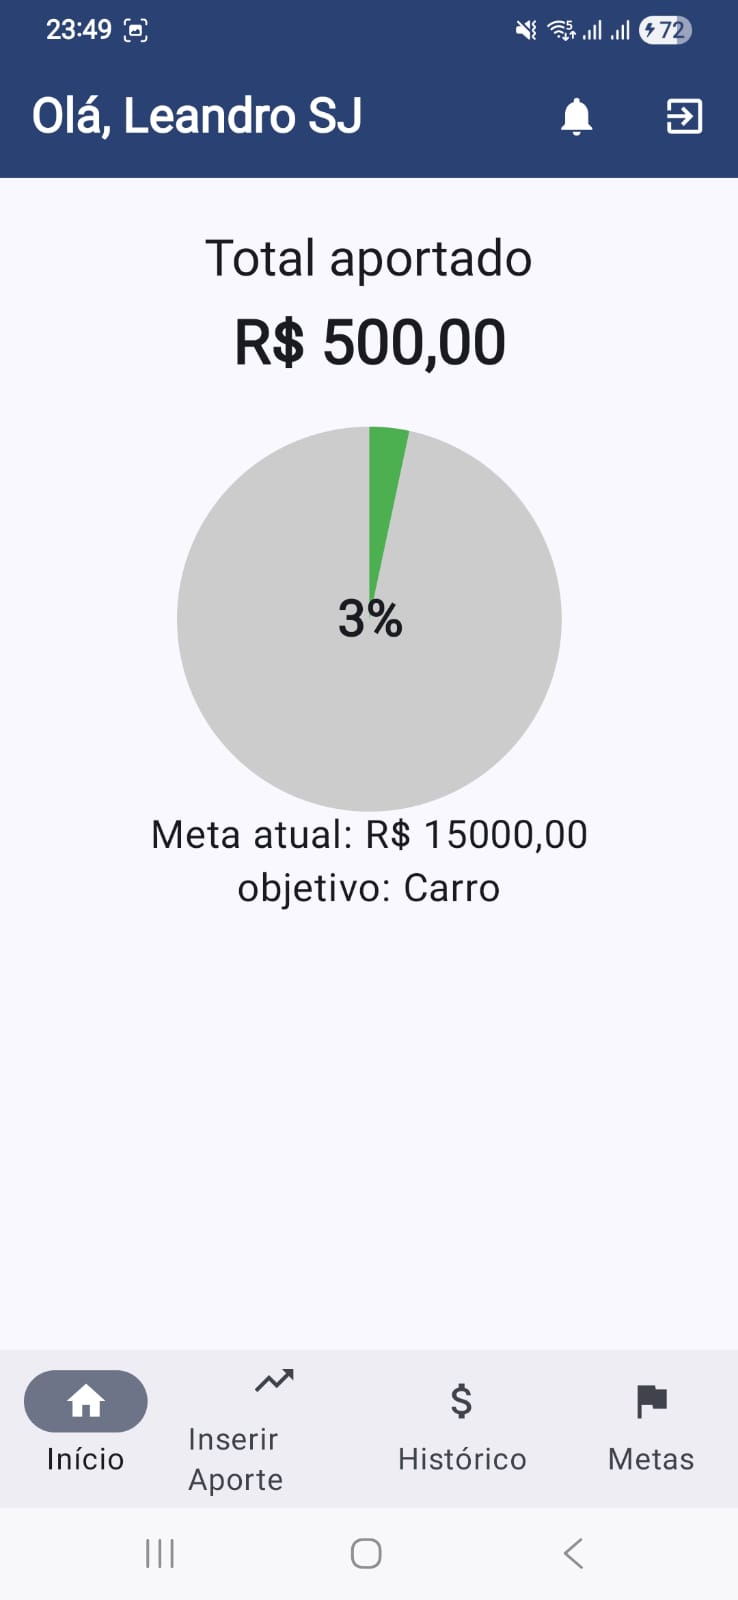 23:49
72
Olá, Leandro SJ
Total aportado
R$ 500,00
3%
Meta atual: R$ 15000,00
objetivo: Carro
Início
Inserir
Aporte
$
Histórico
Metas